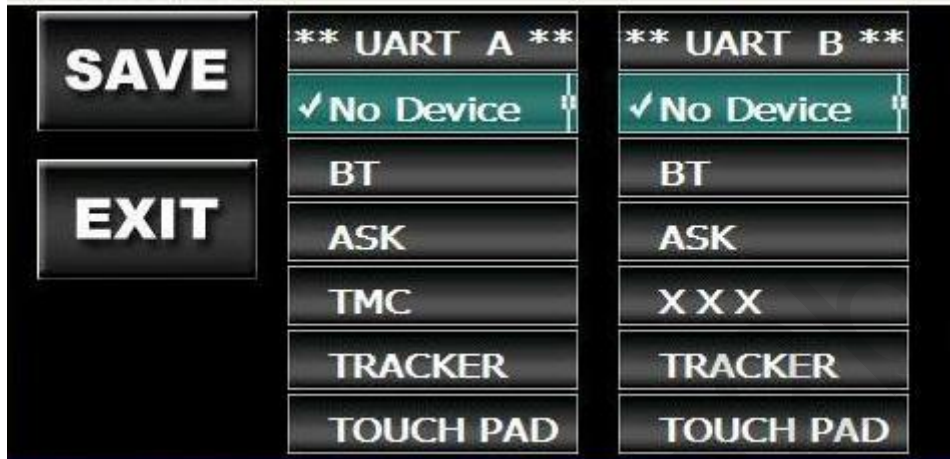 SAVE
EXIT
** UART A **
✓No Device
BT
ASK
TMC
TRACKER
TOUCH PAD
** UART B **
✓No Device
BT
ASK
X X X
TRACKER
TOUCH PAD